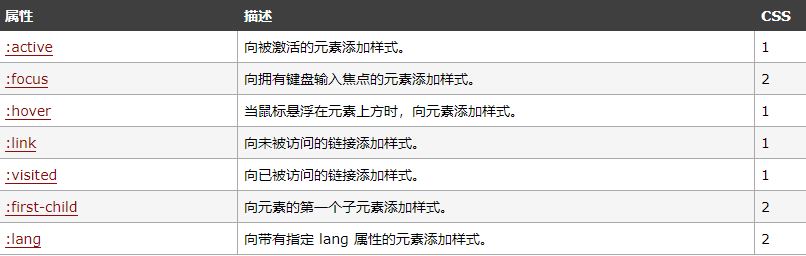 属性 描述 CSS
:active 向被激活的元素添加样式。 1
:focus 向拥有键盘输入焦点的元素添加样式。 2
:hover 当鼠标悬浮在元素上方时，向元素添加样式。 1
:link 向未被访问的链接添加样式。 1
:visited 向已被访问的链接添加样式。 1
:first-child 向元素的第一个子元素添加样式。 2
:lang 向带有指定 lang 属性的元素添加样式。 2